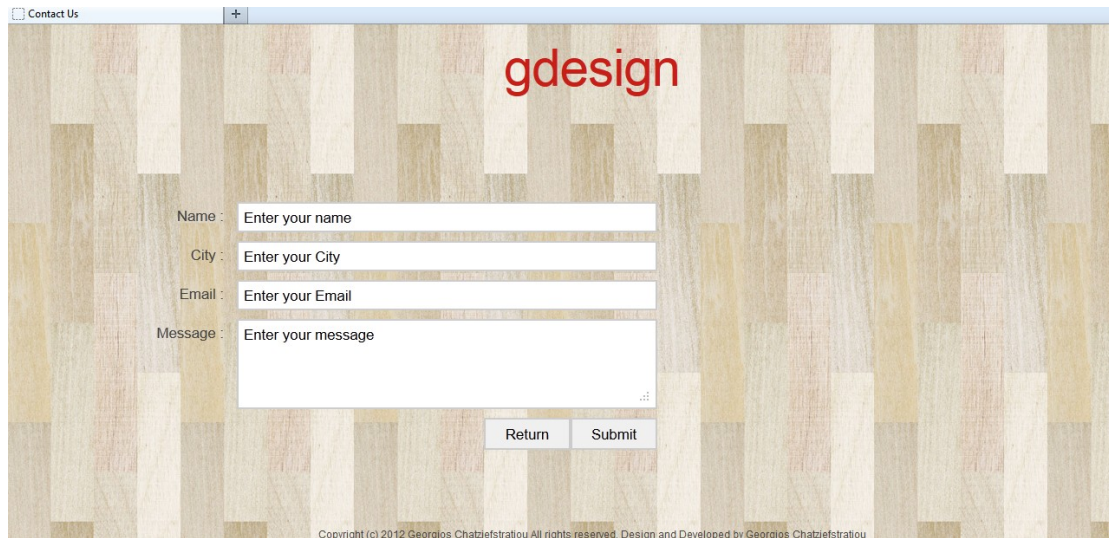 Contact Us
gdesign
Name : Enter your name
City : Enter your City
Email : Enter your Email
Message : Enter your message
Return Submit
Copyright (c) 2012 Georgios Chatziefstratiou All rights reserved. Design and Developed by Georgios Chatziefstratiou